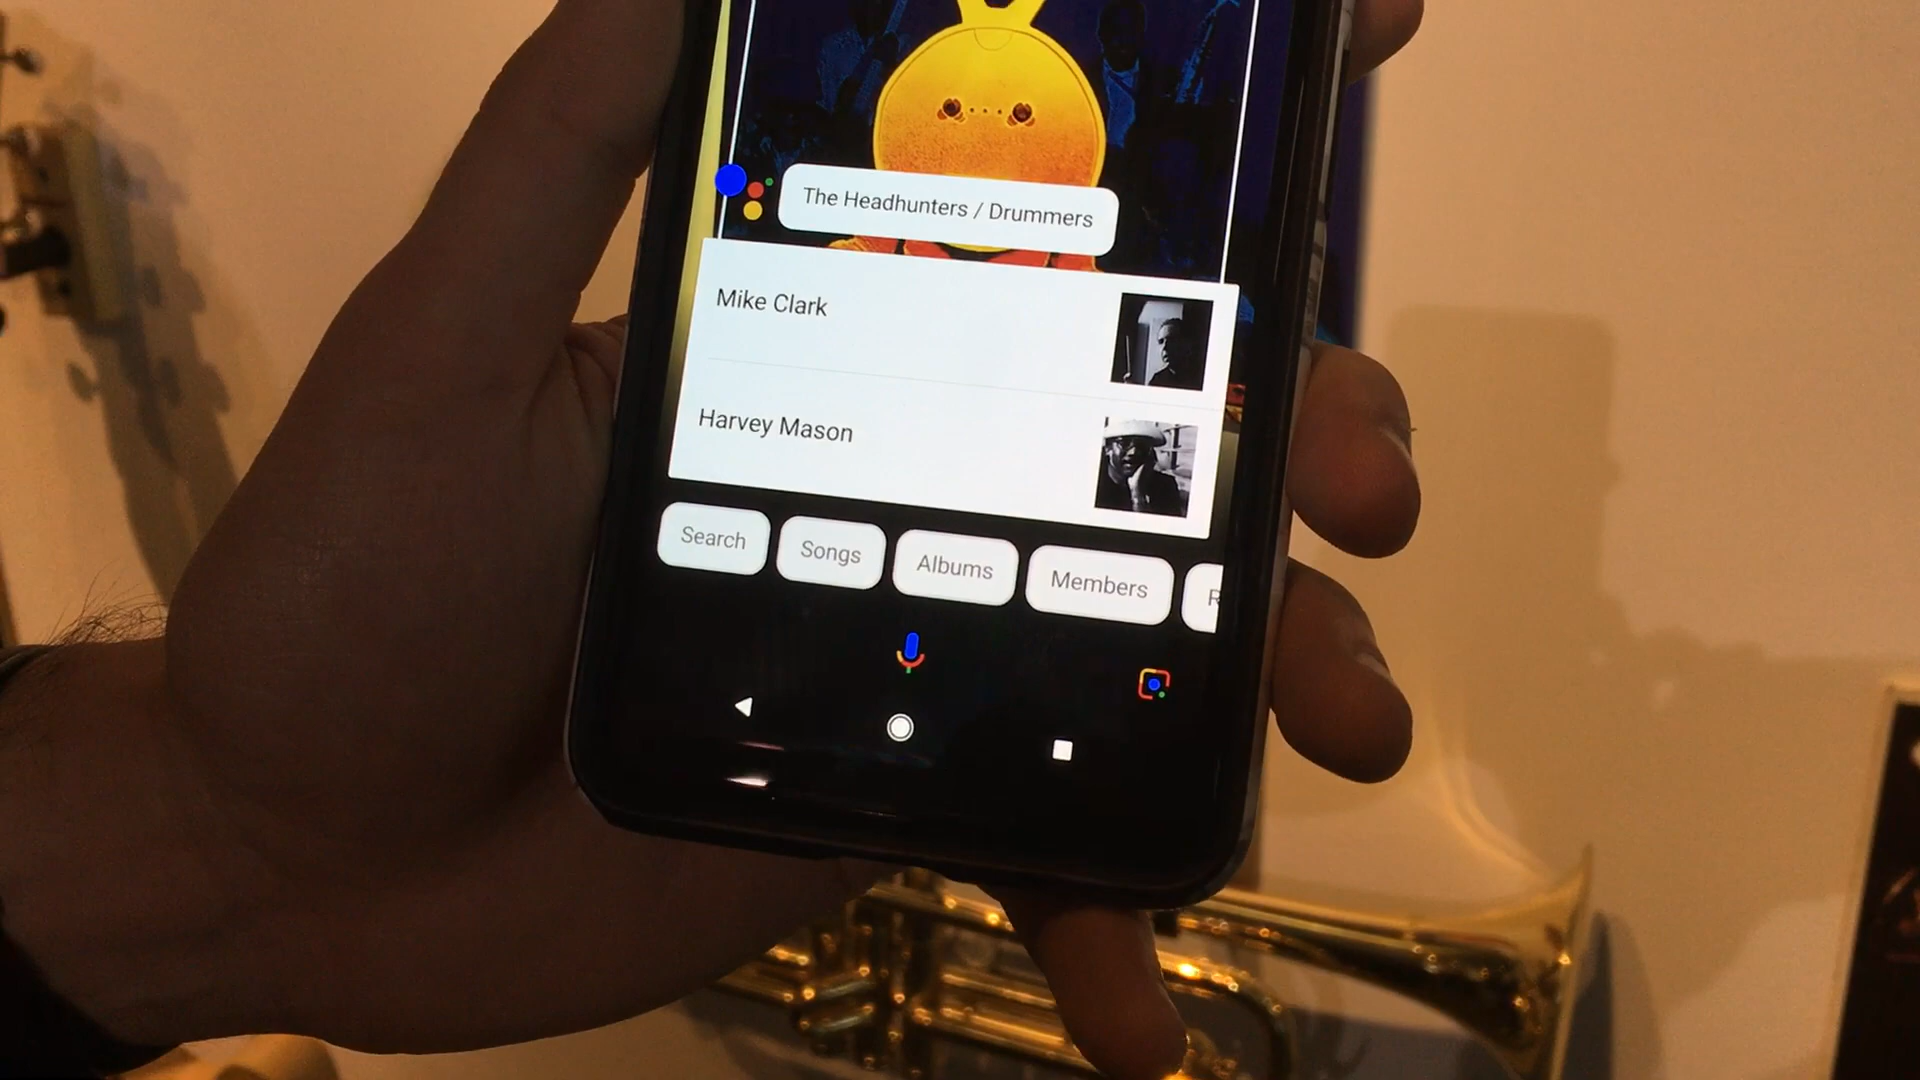 The Headhunters / Drummers
Mike Clark
Harvey Mason
Search
Songs
Albums
Members
R